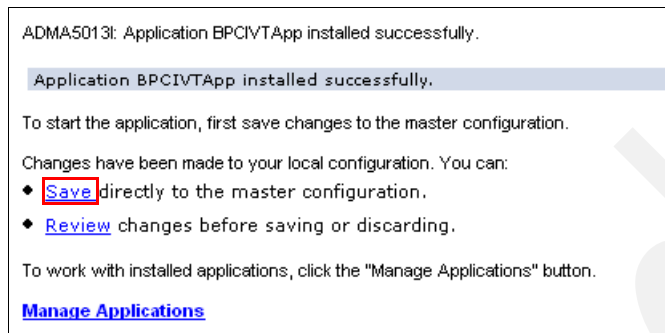 ADMA5013I: Application BPCIVTApp installed successfully.
Application BPCIVTApp installed successfully.
To start the application, first save changes to the master configuration.
Changes have been made to your local configuration. You can:
• Save directly to the master configuration.
• Review changes before saving or discarding.
To work with installed applications, click the "Manage Applications" button.
Manage Applications